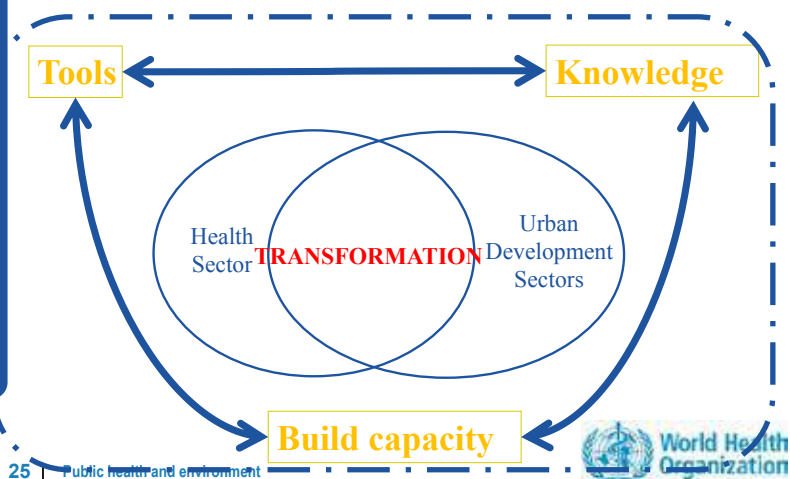 Tools
Knowledge
Health
Sector
TRANSFORMATION
Urban
Development
Sectors
Build capacity
25
Public health and environment
World Health
Organization